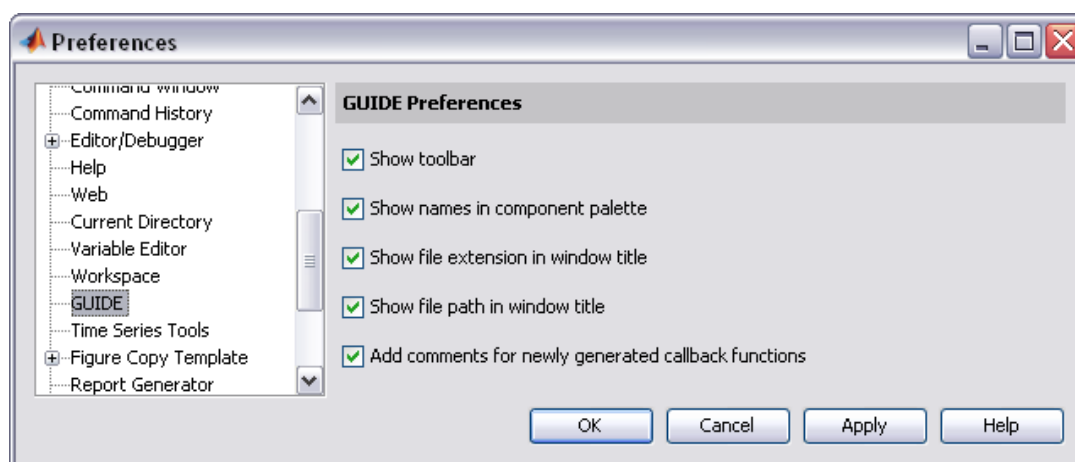 Preferences
Command Window
Command History
Editor/Debugger
Help
Web
Current Directory
Variable Editor
Workspace
GUIDE
Time Series Tools
Figure Copy Template
Report Generator
GUIDE Preferences
Show toolbar
Show names in component palette
Show file extension in window title
Show file path in window title
Add comments for newly generated callback functions
OK Cancel Apply Help